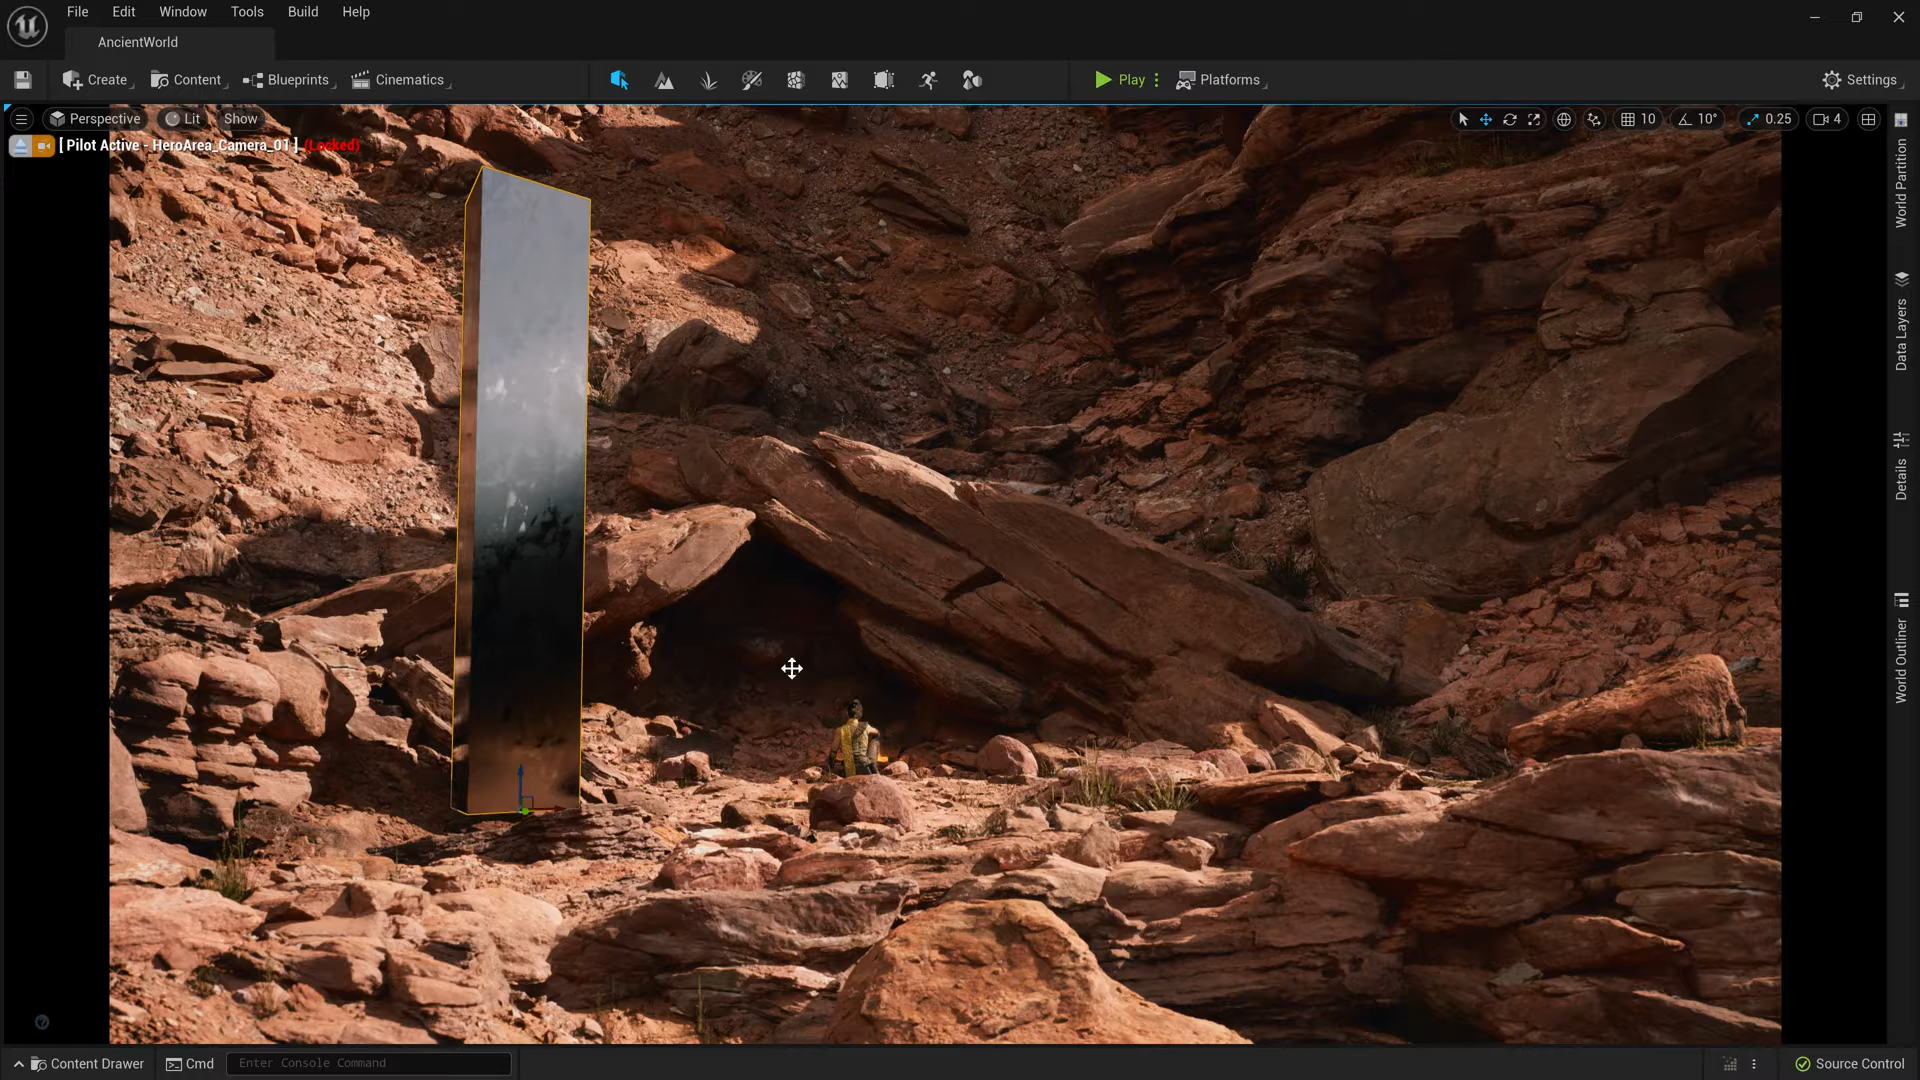 File Edit Window Tools Build Help
AncientWorld
Create Content Blueprints Cinematics Play Platforms Settings
Perspective Lit Show 10 10° 0.25 4
[ Pilot Active - HeroArea_Camera_01 ] (Locked)
World Partition
Data Layers
Details
World Outliner
Content Drawer Cmd Enter Console Command Source Control